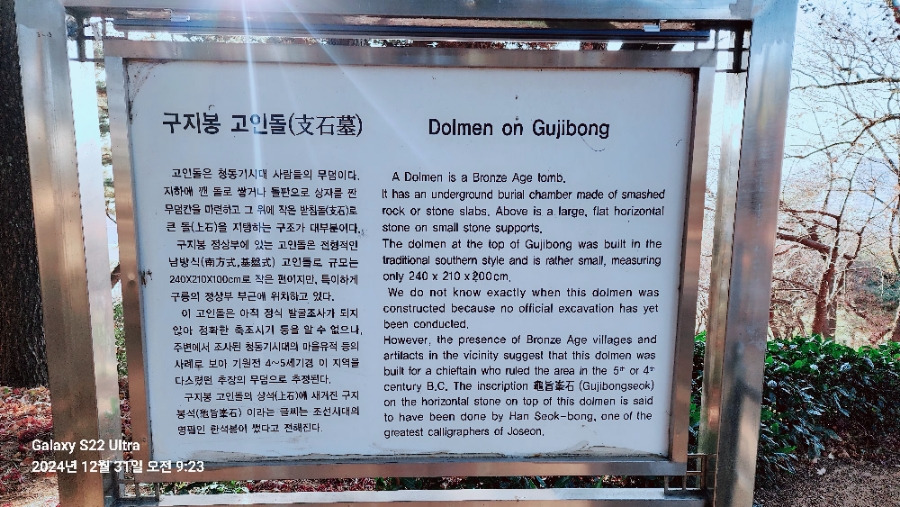 구지봉 고인돌(支石墓)
고인돌은 청동기시대 사람들의 무덤이다.
지하에 깬 돌로 쌓거나 돌판으로 상자를 짠
무덤칸을 마련하고 그 위에 작은 받침돌(支石)로
큰 돌(上石)을 지탱하는 구조가 대부분이다.
구지봉 정상부에 있는 고인돌은 전형적인
남방식(南方式,基盤式) 고인돌로 규모는
240X210X100cm로 작은 편이지만, 특이하게
구릉의 정상부 부근에 위치하고 있다.
이 고인돌은 아직 정식 발굴조사가 되지
않아 정확한 축조시기 등을 알 수 없으나,
주변에서 조사된 청동기시대의 마을유적 등의
사례로 보아 기원전 4~5세기경 이 지역을
다스렸던 추장의 무덤으로 추정된다.
구지봉 고인돌의 상석(上石)에 새겨진 구지
봉석(龜旨峯石) 이라는 글씨는 조선시대의
명필인 한석봉이 썼다고 전해진다.
Dolmen on Gujibong
A Dolmen is a Bronze Age tomb.
It has an underground burial chamber made of smashed
rock or stone slabs. Above is a large, flat horizontal
stone on small stone supports.
The dolmen at the top of Gujibong was built in the
traditional southern style and is rather small, measuring
only 240 x 210 x 200cm.
We do not know exactly when this dolmen was
constructed because no official excavation has yet
been conducted.
However, the presence of Bronze Age villages and
artifacts in the vicinity suggest that this dolmen was
built for a chieftain who ruled the area in the 5th or 4th
century B.C. The inscription 龜旨峯石 (Gujibongseok)
on the horizontal stone on top of this dolmen is said
to have been done by Han Seok-bong, one of the
greatest calligraphers of Joseon.
Galaxy S22 Ultra
2024년 12월 31일 오전 9:23